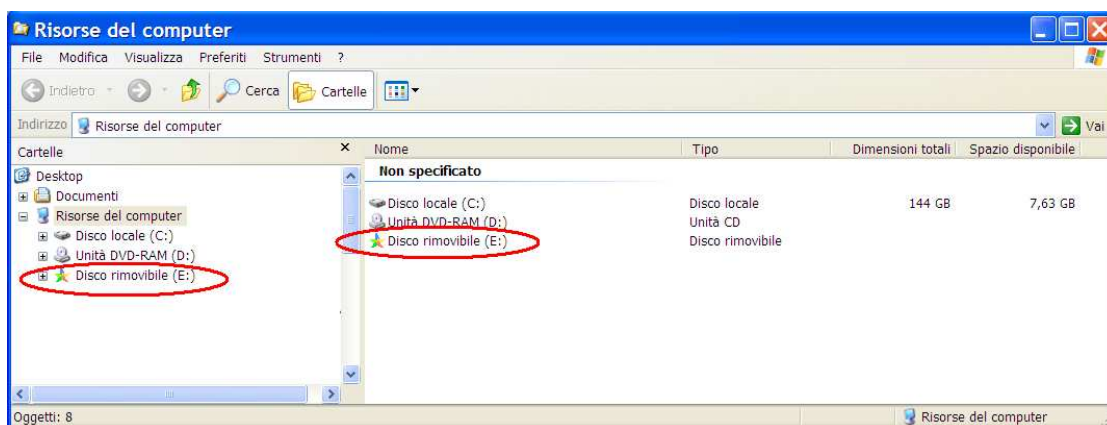 Risorse del computer
File Modifica Visualizza Preferiti Strumenti ?
Indietro Cerca Cartelle
Indirizzo Risorse del computer Vai
Cartelle x Nome Tipo Dimensioni totali Spazio disponibile
Desktop
Documenti
Risorse del computer
Disco locale (C:)
Unità DVD-RAM (D:)
Disco rimovibile (E:)
Non specificato
Disco locale (C:) Disco locale 144 GB 7,63 GB
Unità DVD-RAM (D:) Unità CD
Disco rimovibile (E:) Disco rimovibile
Oggetti: 8 Risorse del computer